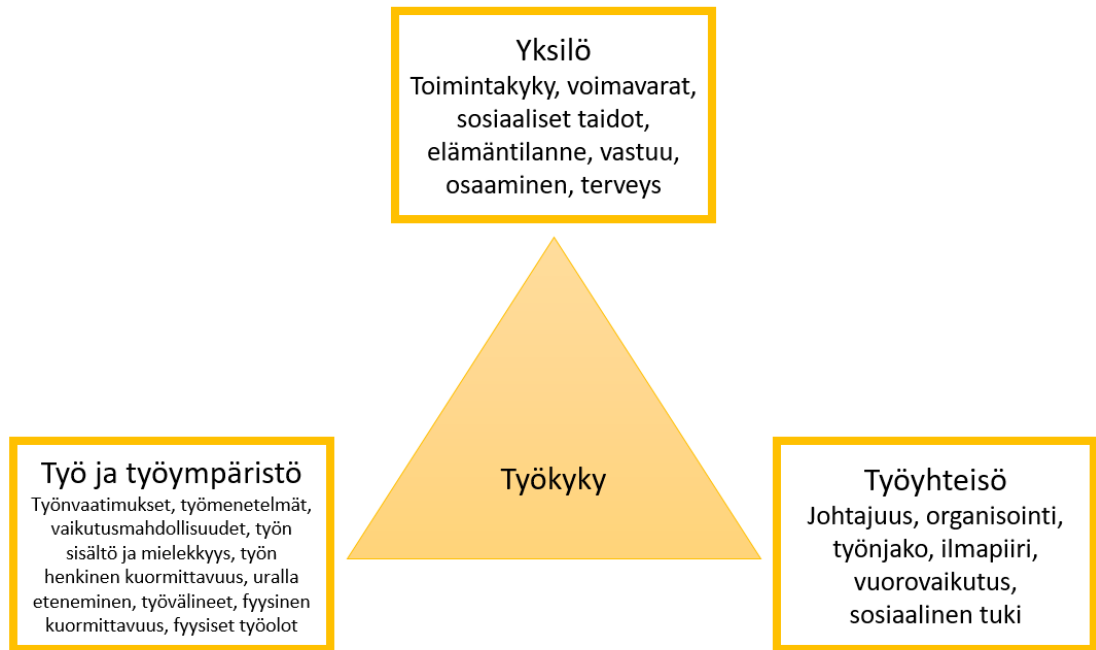 Yksilö
Toimintakyky, voimavarat,
sosiaaliset taidot,
elämäntilanne, vastuu,
osaaminen, terveys
Työkyky
Työ ja työympäristö
Työnvaatimukset, työmenetelmät,
vaikutusmahdollisuudet, työn
sisältö ja mielekkyys, työn
henkinen kuormittavuus, uralla
eteneminen, työvälineet, fyysinen
kuormittavuus, fyysiset työolot
Työyhteisö
Johtajuus, organisointi,
työnjako, ilmapiiri,
vuorovaikutus,
sosiaalinen tuki